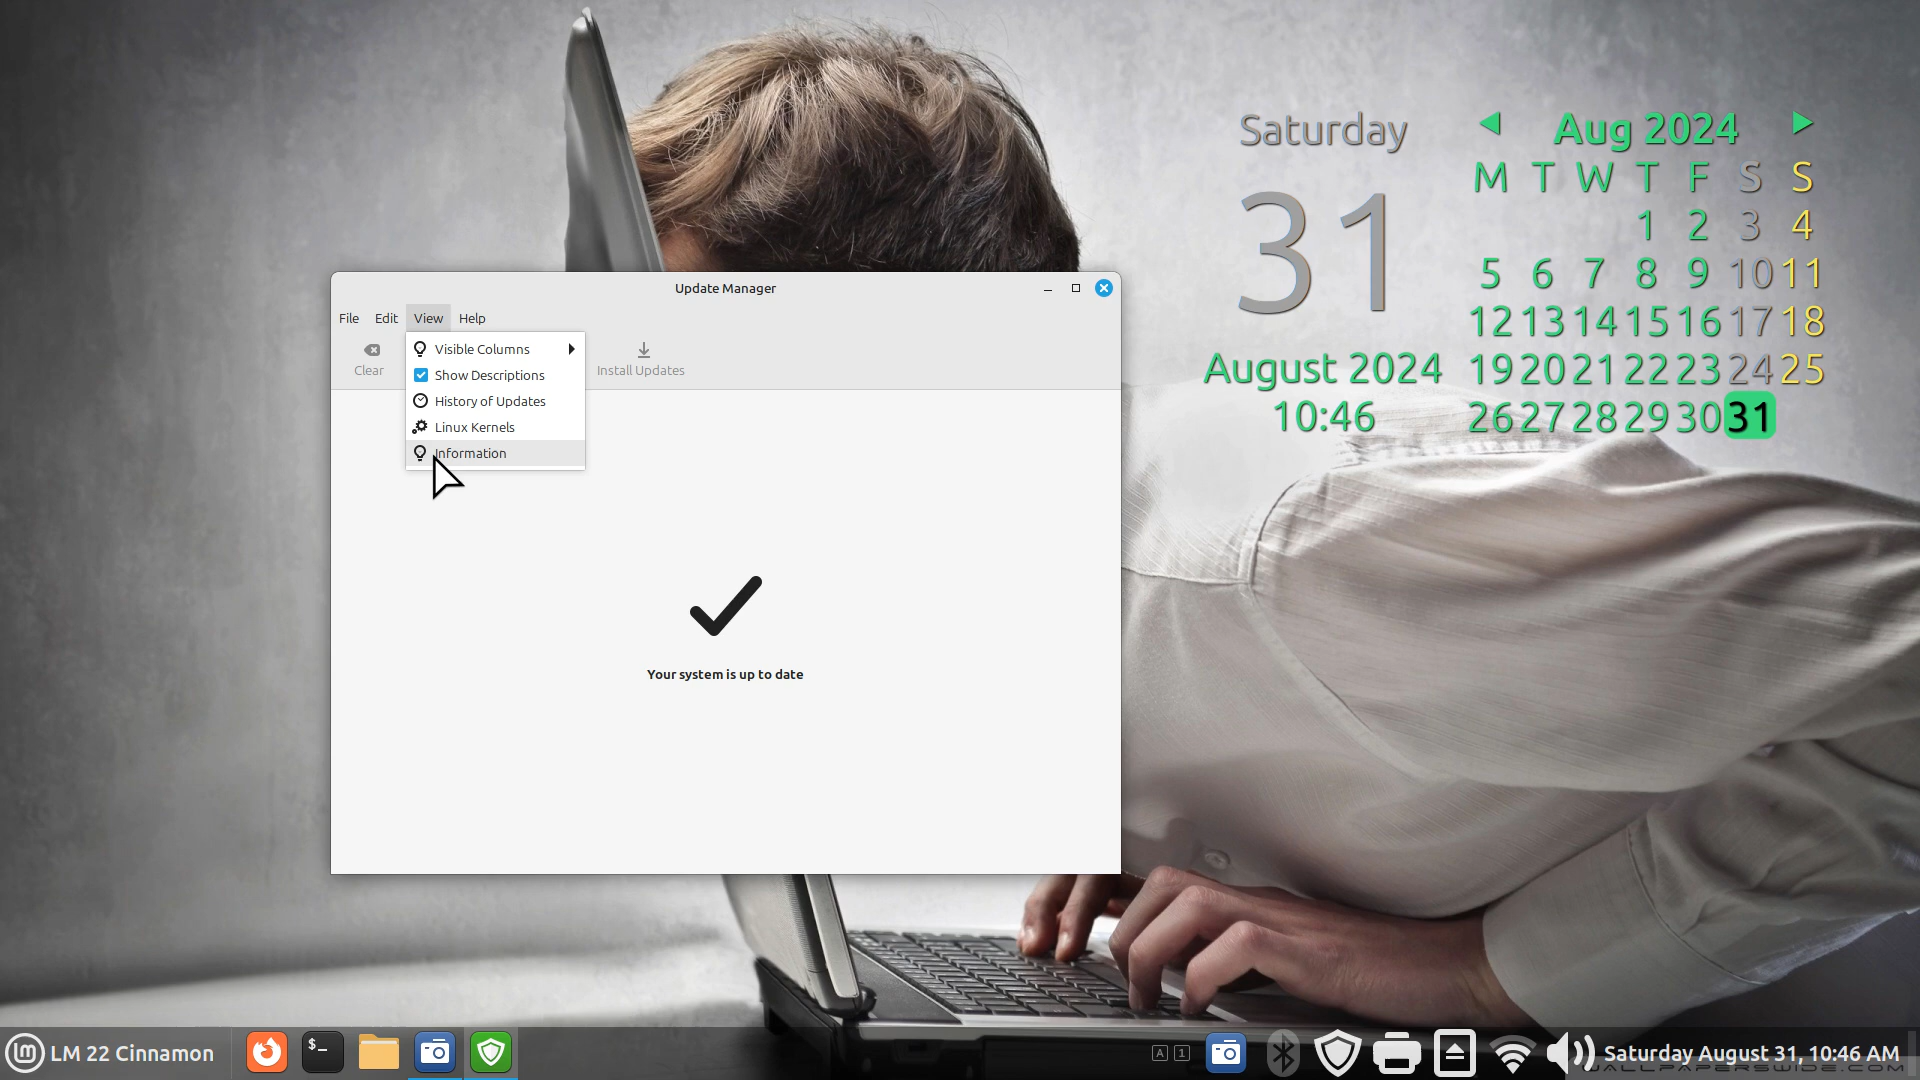 Saturday
31
August 2024
10:46
Aug 2024
M T W T F S S
1 2 3 4
5 6 7 8 9 10 11
12 13 14 15 16 17 18
19 20 21 22 23 24 25
26 27 28 29 30 31
Update Manager
File Edit View Help
Clear
Install Updates
Visible Columns
Show Descriptions
History of Updates
Linux Kernels
Information
Your system is up to date
LM 22 Cinnamon
$_
A 1
Saturday August 31, 10:46 AM
WALLPAPERSWIDE.COM